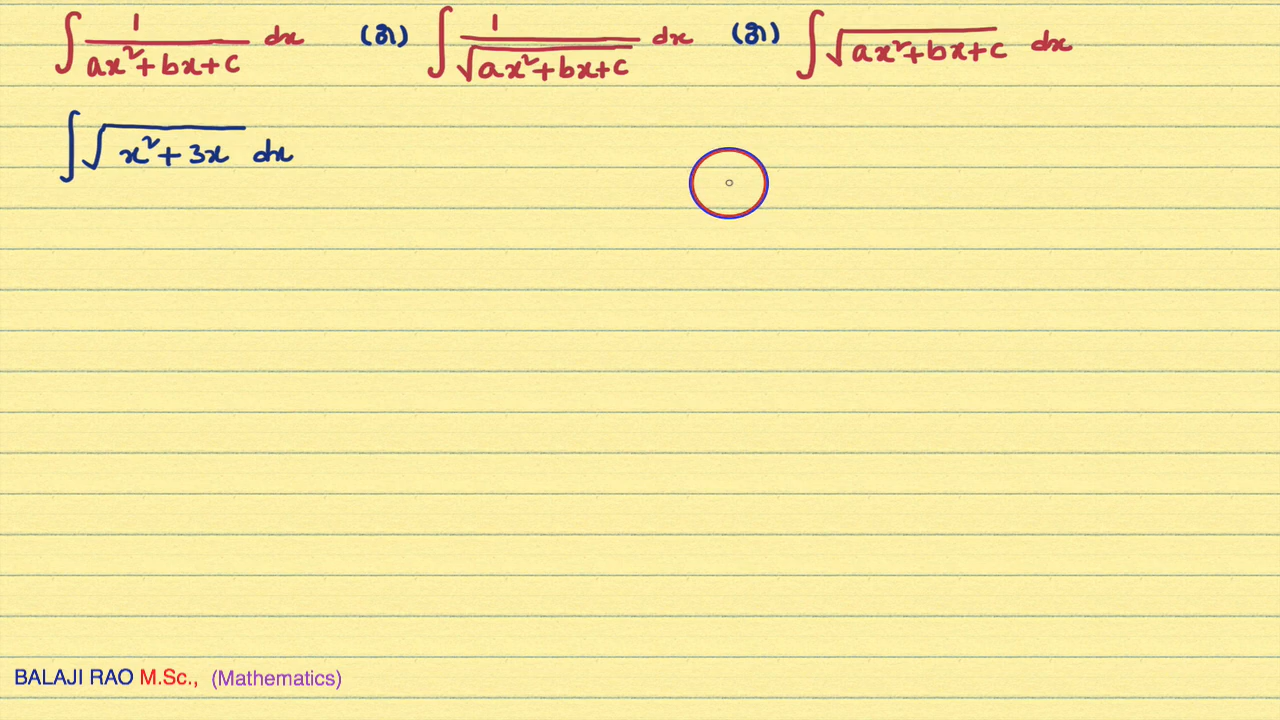 ∫ 1/(ax²+bx+c) dx (or) ∫ 1/√(ax²+bx+c) dx (or) ∫ √(ax²+bx+c) dx
∫ √(x²+3x) dx
BALAJI RAO M.Sc., (Mathematics)